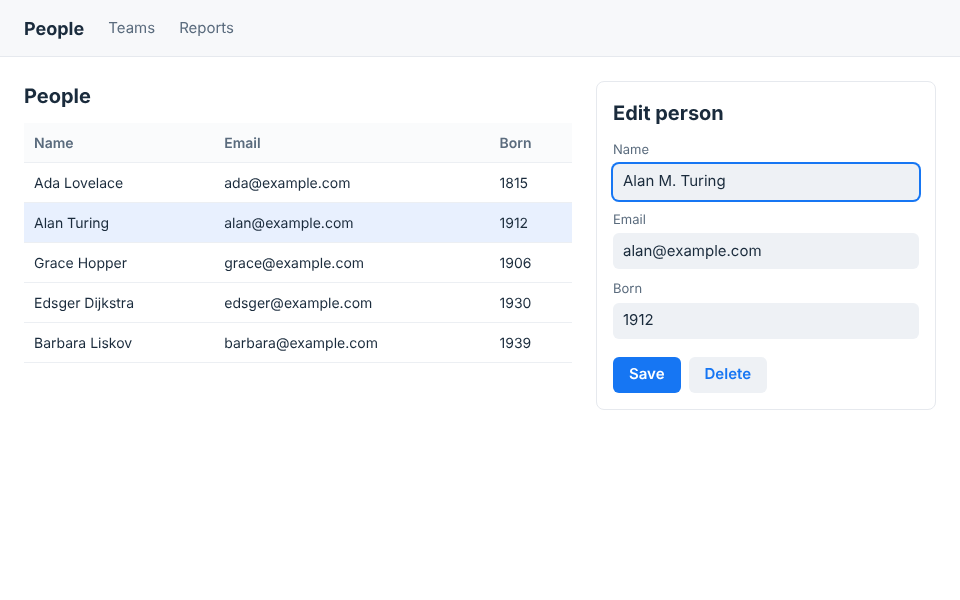 People Teams Reports
People
Name Email Born
Ada Lovelace ada@example.com 1815
Alan Turing alan@example.com 1912
Grace Hopper grace@example.com 1906
Edsger Dijkstra edsger@example.com 1930
Barbara Liskov barbara@example.com 1939
Edit person
Name
Alan M. Turing
Email
alan@example.com
Born
1912
Save Delete